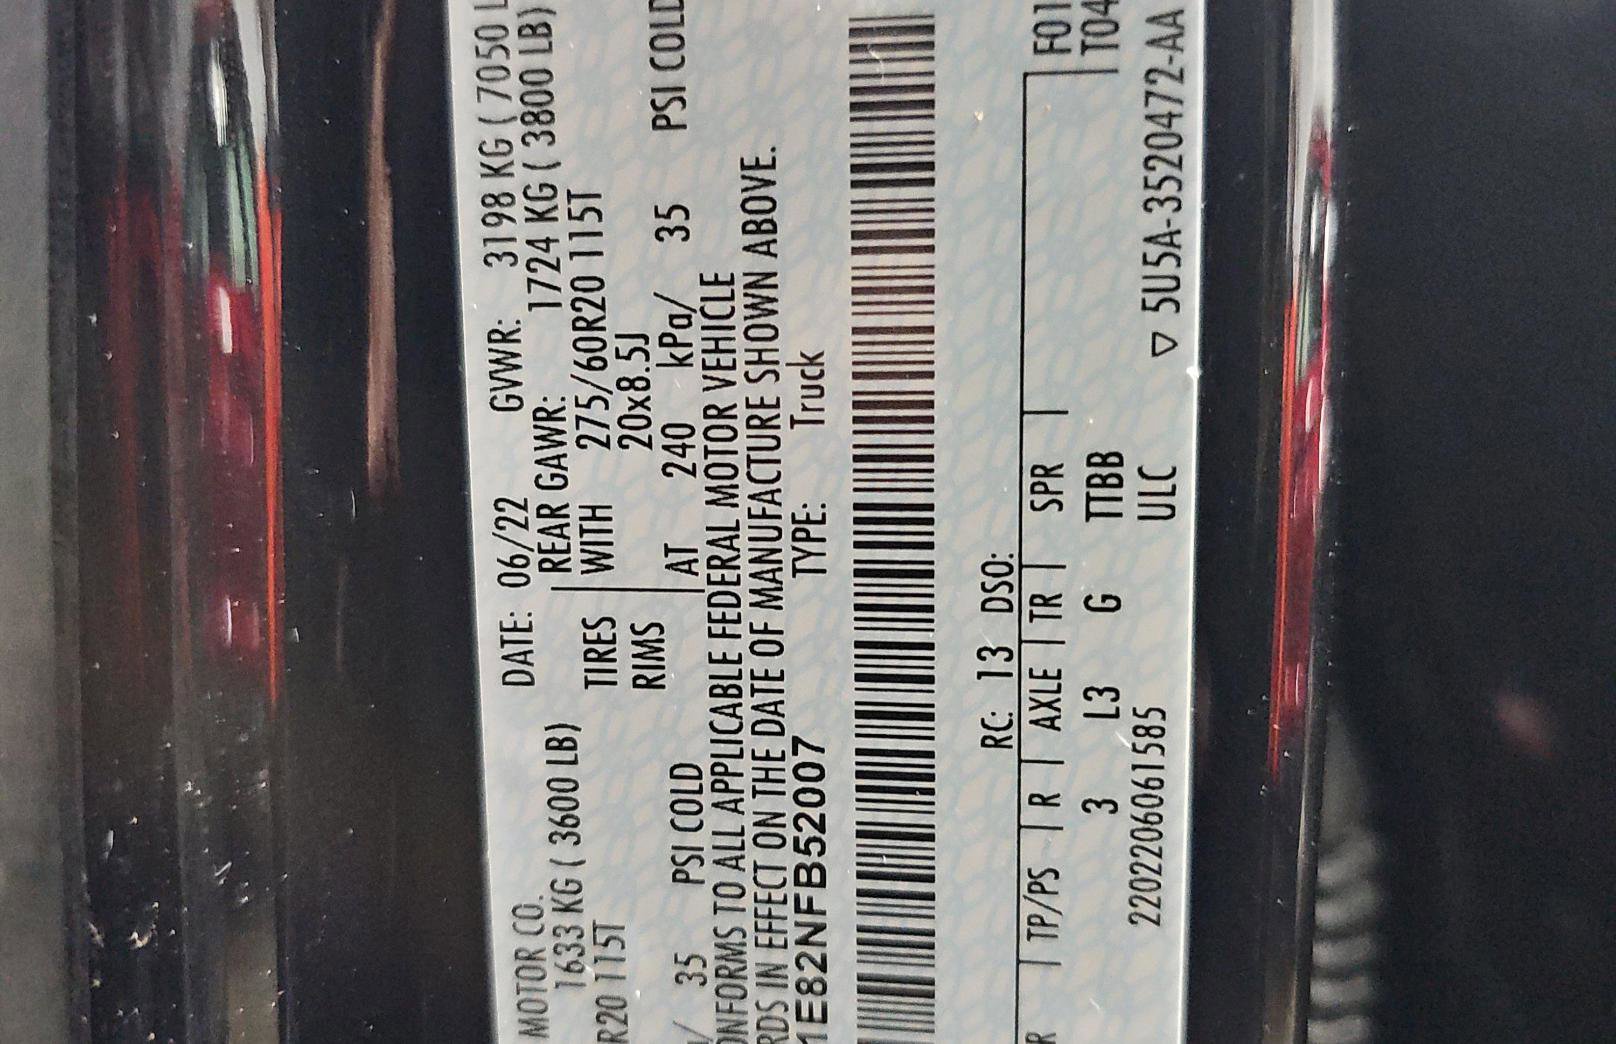 MOTOR CO. DATE: 06/22 GVWR: 3198 KG ( 7050 L
1633 KG ( 3600 LB) REAR GAWR: 1724 KG ( 3800 LB)
R20 115T TIRES WITH 275/60R20 115T
RIMS 20x8.5J
/ 35 PSI COLD AT 240 kPa/ 35 PSI COLD
ONFORMS TO ALL APPLICABLE FEDERAL MOTOR VEHICLE
RDS IN EFFECT ON THE DATE OF MANUFACTURE SHOWN ABOVE.
1E82NFB52007 TYPE: Truck
RC: 13 DSO:
R | TP/PS | R | AXLE | TR | SPR | F01
3 L3 G TTBB T04
2202206061585 ULC ▽ 5U5A-3520472-AA